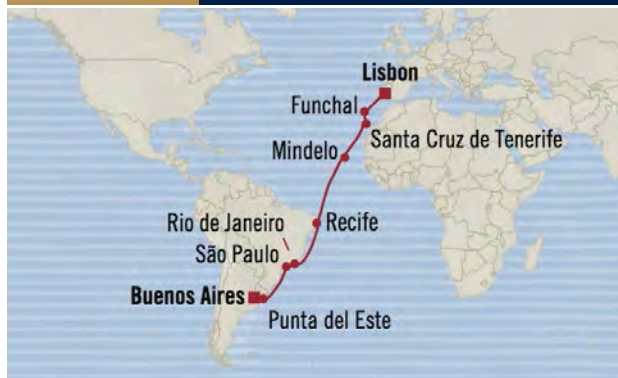 Lisbon
Funchal
Santa Cruz de Tenerife
Mindelo
Recife
Rio de Janeiro
São Paulo
Buenos Aires
Punta del Este